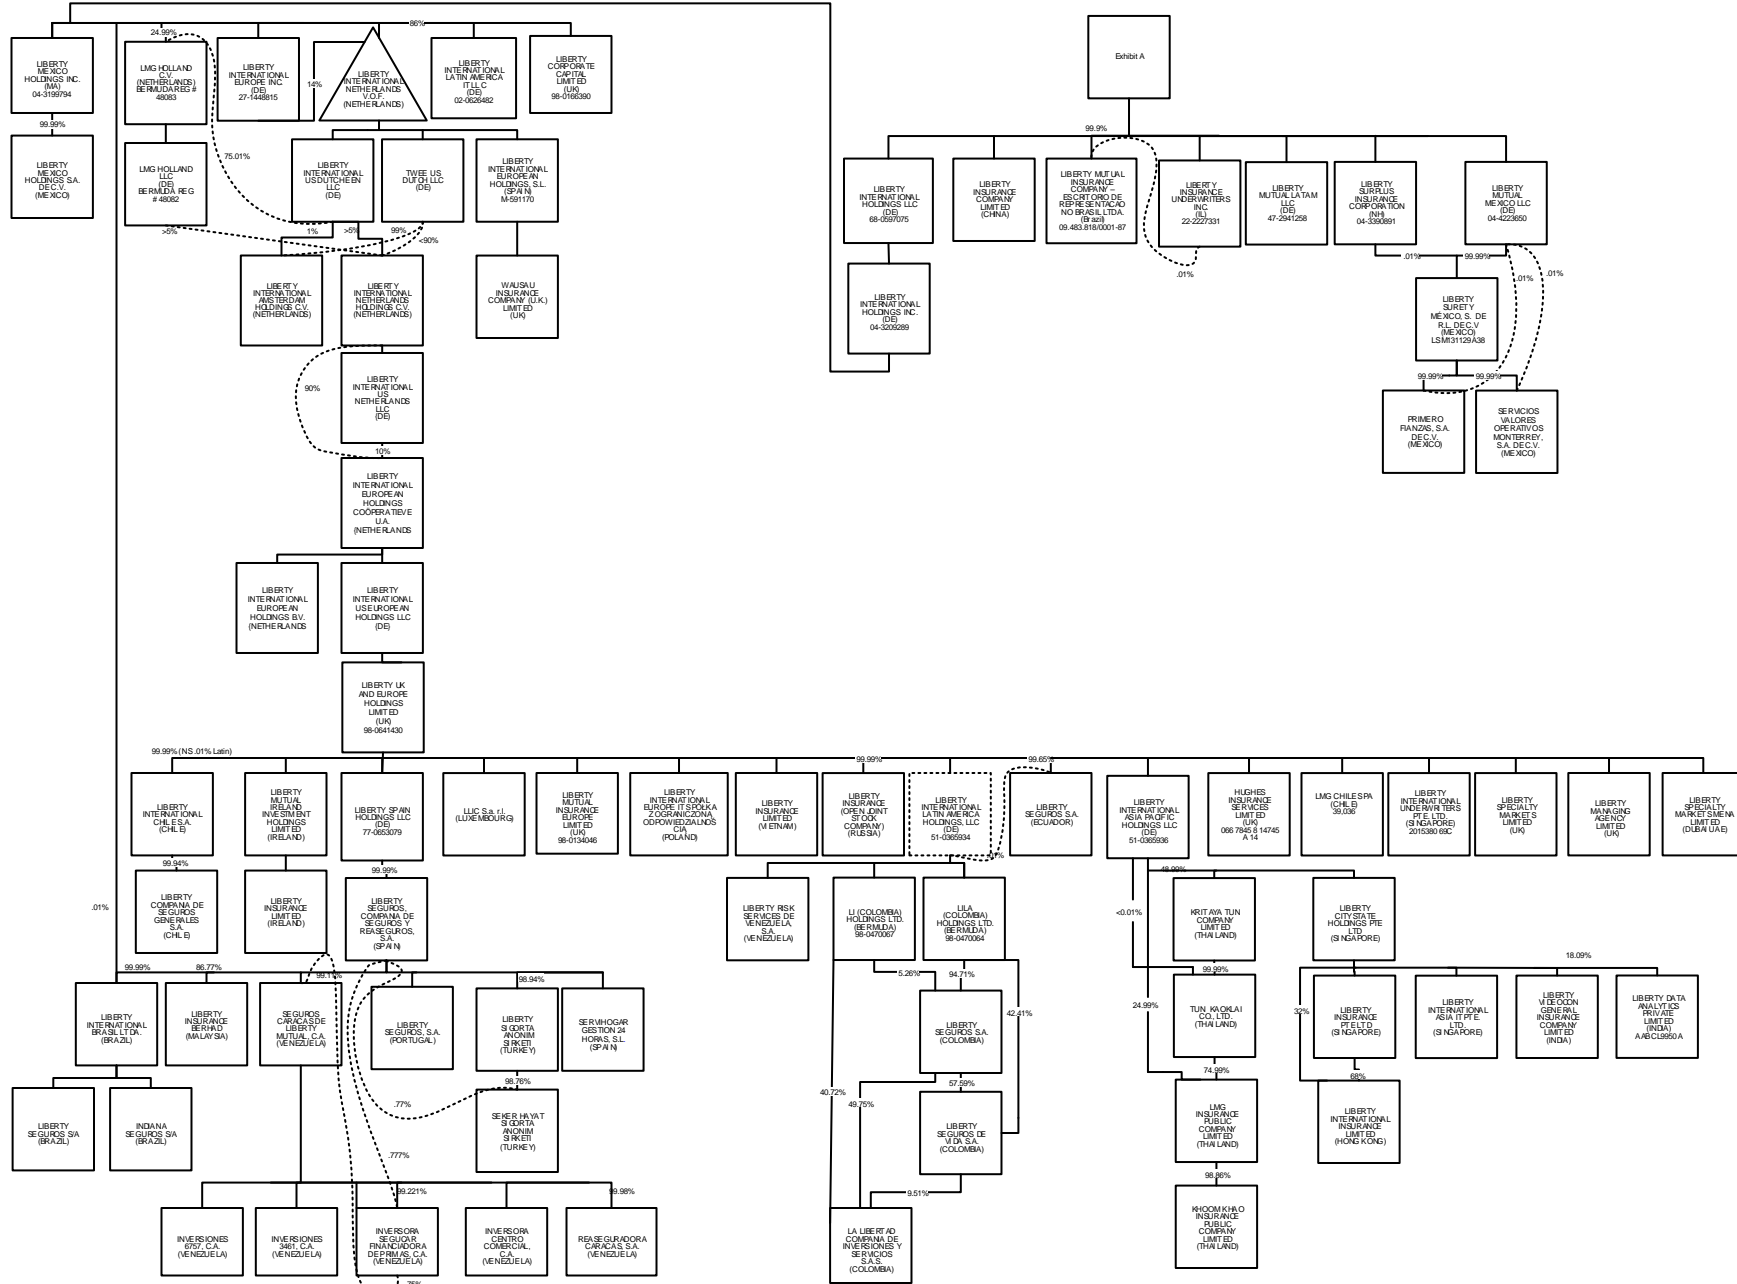 86%
24.99%
LIBERTY
MEXICO
HOLDINGS INC.
(MA)
04-3199794
LMG HOLLAND
C.V.
(NETHERLANDS)
BERMUDA REG #
48083
LIBERTY
INTERNATIONAL
EUROPE INC.
(DE)
27-1448815
14%
LIBERTY
INTERNATIONAL
NETHERLANDS
V.O.F.
(NETHERLANDS)
LIBERTY
INTERNATIONAL
LATIN AMERICA
IT LLC
(DE)
02-0626482
LIBERTY
CORPORATE
CAPITAL
LIMITED
(UK)
98-0166390
Exhibit A
99.99%
LIBERTY
MEXICO
HOLDINGS S.A.
DE C.V.
(MEXICO)
LMG HOLLAND
LLC
(DE)
BERMUDA REG
# 48082
75.01%
LIBERTY
INTERNATIONAL
US DUTCH EEN
LLC
(DE)
TWEE US
DUTCH LLC
(DE)
LIBERTY
INTERNATIONAL
EUROPEAN
HOLDINGS, S.L.
(SPAIN)
M-591170
99.9%
LIBERTY
INTERNATIONAL
HOLDINGS LLC
(DE)
68-0597075
LIBERTY
INSURANCE
COMPANY
LIMITED
(CHINA)
LIBERTY MUTUAL
INSURANCE
COMPANY –
ESCRITORIO DE
REPRESENTACAO
NO BRASIL LTDA.
(Brazil)
09.483.818/0001-87
LIBERTY
INSURANCE
UNDERWRITERS
INC.
(IL)
22-2227331
LIBERTY
MUTUAL LATAM
LLC
(DE)
47-2941258
LIBERTY
SURPLUS
INSURANCE
CORPORATION
(NH)
04-3390891
LIBERTY
MUTUAL
MEXICO LLC
(DE)
04-4223650
>5%
1%
>5%
99%
<90%
.01%
.01%
99.99%
.01%
.01%
LIBERTY
INTERNATIONAL
AMSTERDAM
HOLDINGS C.V.
(NETHERLANDS)
LIBERTY
INTERNATIONAL
NETHERLANDS
HOLDINGS C.V.
(NETHERLANDS)
WAUSAU
INSURANCE
COMPANY (U.K.)
LIMITED
(UK)
LIBERTY
INTERNATIONAL
HOLDINGS INC.
(DE)
04-3209289
LIBERTY
SURETY
MÉXICO, S. DE
R.L. DE C.V
(MEXICO)
LSM131129A38
90%
LIBERTY
INTERNATIONAL
US
NETHERLANDS
LLC
(DE)
99.99%
99.99%
PRIMERO
FIANZAS, S.A.
DE C.V.
(MEXICO)
SERVICIOS
VALORES
OPERATIVOS
MONTERREY,
S.A. DE C.V.
(MEXICO)
10%
LIBERTY
INTERNATIONAL
EUROPEAN
HOLDINGS
COÖPERATIEVE
U.A.
(NETHERLANDS
LIBERTY
INTERNATIONAL
EUROPEAN
HOLDINGS B.V.
(NETHERLANDS
LIBERTY
INTERNATIONAL
US EUROPEAN
HOLDINGS LLC
(DE)
LIBERTY UK
AND EUROPE
HOLDINGS
LIMITED
(UK)
98-0641430
99.99% (NS .01% Latin)
99.99%
99.65%
LIBERTY
INTERNATIONAL
CHILE S.A.
(CHILE)
LIBERTY
MUTUAL
IRELAND
INVESTMENT
HOLDINGS
LIMITED
(IRELAND)
LIBERTY SPAIN
HOLDINGS LLC
(DE)
77-0653079
LLIC S.a. r.l.
(LUXEMBOURG)
LIBERTY
MUTUAL
INSURANCE
EUROPE
LIMITED
(UK)
98-0134046
LIBERTY
INTERNATIONAL
EUROPE IT SPÓŁKA
Z OGRANICZONA
ODPOWIEDZIALNOS
CIA
(POLAND)
LIBERTY
INSURANCE
LIMITED
(VIETNAM)
LIBERTY
INSURANCE
(OPEN JOINT
STOCK
COMPANY)
(RUSSIA)
LIBERTY
INTERNATIONAL
LATIN AMERICA
HOLDINGS, LLC
(DE)
51-0365934
LIBERTY
SEGUROS S.A.
(ECUADOR)
LIBERTY
INTERNATIONAL
ASIA PACIFIC
HOLDINGS LLC
(DE)
51-0365936
HUGHES
INSURANCE
SERVICES
LIMITED
(UK)
066 7845 8 14745
A 14
LMG CHILE SPA
(CHILE)
39,036
LIBERTY
INTERNATIONAL
UNDERWRITERS
PTE. LTD.
(SINGAPORE)
201538069C
LIBERTY
SPECIALTY
MARKETS
LIMITED
(UK)
LIBERTY
MANAGING
AGENCY
LIMITED
(UK)
LIBERTY
SPECIALTY
MARKETS MENA
LIMITED
(DUBAI UAE)
99.94%
99.99%
48.99%
.01%
LIBERTY
COMPANIA DE
SEGUROS
GENERALES
S.A.
(CHILE)
LIBERTY
INSURANCE
LIMITED
(IRELAND)
LIBERTY
SEGUROS,
COMPANIA DE
SEGUROS Y
REASEGUROS,
S.A.
(SPAIN)
LIBERTY RISK
SERVICES DE
VENEZUELA,
S.A.
(VENEZUELA)
LI (COLOMBIA)
HOLDINGS LTD.
(BERMUDA)
98-0470067
LILA
(COLOMBIA)
HOLDINGS LTD.
(BERMUDA)
98-0470064
<0.01%
KRITAYA TUN
COMPANY
LIMITED
(THAILAND)
LIBERTY
CITYSTATE
HOLDINGS PTE
LTD
(SINGAPORE)
99.99%
86.77%
98.94%
5.26%
94.71%
99.99%
18.09%
LIBERTY
INTERNATIONAL
BRASIL LTDA.
(BRAZIL)
LIBERTY
INSURANCE
BERHAD
(MALAYSIA)
SEGUROS
CARACAS DE
LIBERTY
MUTUAL, C.A.
(VENEZUELA)
LIBERTY
SEGUROS, S.A.
(PORTUGAL)
LIBERTY
SIGORTA
ANONIM
SIRKETI
(TURKEY)
SERVIHOGAR
GESTION 24
HORAS, S.L.
(SPAIN)
LIBERTY
SEGUROS S.A.
(COLOMBIA)
42.41%
24.99%
TUN KAOKLAI
CO., LTD.
(THAILAND)
32%
LIBERTY
INSURANCE
PTE LTD
(SINGAPORE)
LIBERTY
INTERNATIONAL
ASIA IT PTE.
LTD.
(SINGAPORE)
LIBERTY
VIDEOCON
GENERAL
INSURANCE
COMPANY
LIMITED
(INDIA)
LIBERTY DATA
ANALYTICS
PRIVATE
LIMITED
(INDIA)
AABCL9950A
98.76%
57.59%
74.99%
68%
40.72%
49.75%
LIBERTY
SEGUROS S/A
(BRAZIL)
INDIANA
SEGUROS S/A
(BRAZIL)
.77%
SEKER HAYAT
SIGORTA
ANONIM
SIRKETI
(TURKEY)
LIBERTY
SEGUROS DE
VIDA S.A.
(COLOMBIA)
LMG
INSURANCE
PUBLIC
COMPANY
LIMITED
(THAILAND)
LIBERTY
INTERNATIONAL
INSURANCE
LIMITED
(HONG KONG)
.777%
98.86%
99.221%
99.98%
9.51%
INVERSIONES
6757, C.A.
(VENEZUELA)
INVERSIONES
3461, C.A.
(VENEZUELA)
INVERSORA
SEGUCAR
FINANCIADORA
DE PRIMAS, C.A.
(VENEZUELA)
INVERSORA
CENTRO
COMERCIAL,
C.A.
(VENEZUELA)
REASEGURADORA
CARACAS, S.A.
(VENEZUELA)
LA LIBERTAD
COMPANIA DE
INVERSIONES Y
SERVICIOS
S.A.S.
(COLOMBIA)
KHOOM KHAO
INSURANCE
PUBLIC
COMPANY
LIMITED
(THAILAND)